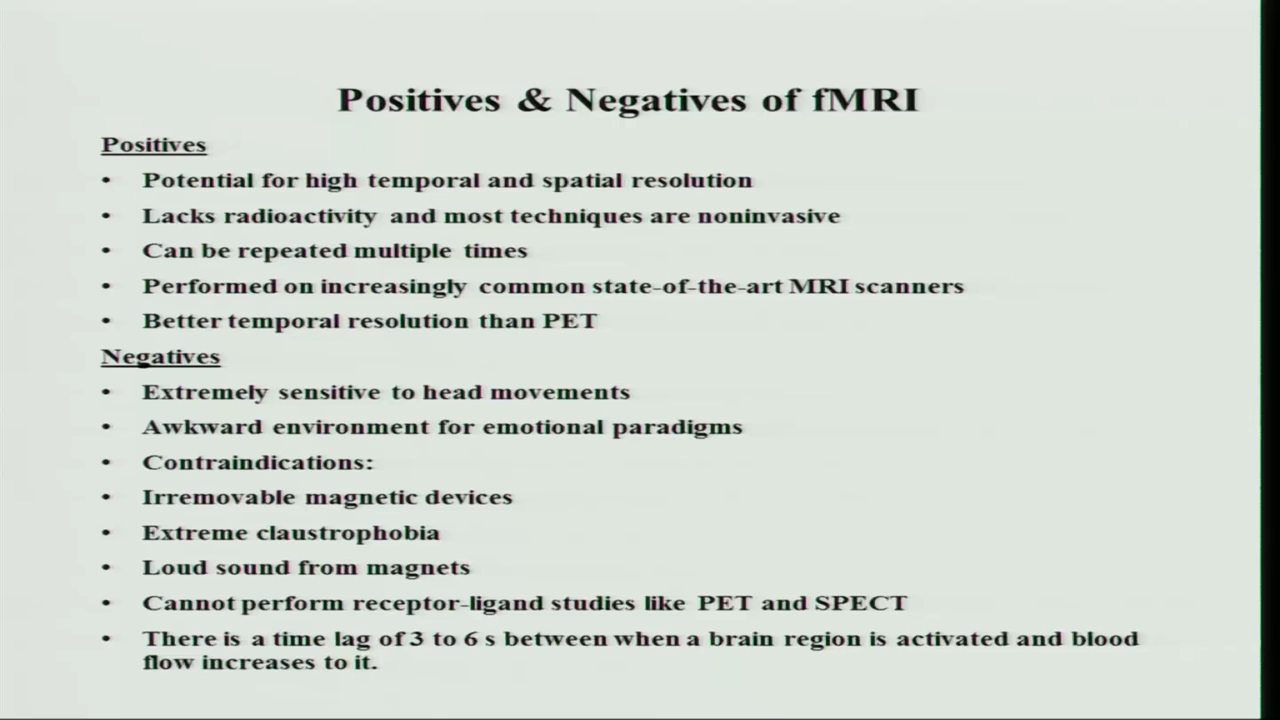 Positives & Negatives of fMRI
Positives
• Potential for high temporal and spatial resolution
• Lacks radioactivity and most techniques are noninvasive
• Can be repeated multiple times
• Performed on increasingly common state-of-the-art MRI scanners
• Better temporal resolution than PET
Negatives
• Extremely sensitive to head movements
• Awkward environment for emotional paradigms
• Contraindications:
• Irremovable magnetic devices
• Extreme claustrophobia
• Loud sound from magnets
• Cannot perform receptor-ligand studies like PET and SPECT
• There is a time lag of 3 to 6 s between when a brain region is activated and blood
flow increases to it.